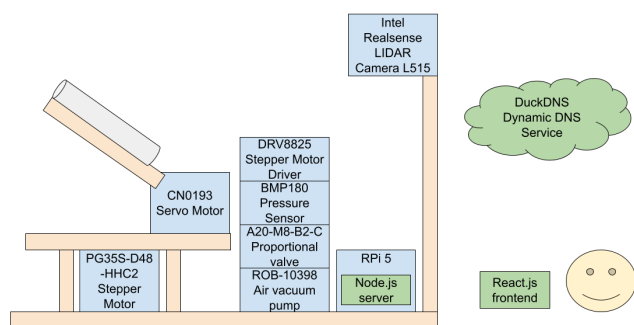 Intel
Realsense
LIDAR
Camera L515
DuckDNS
Dynamic DNS
Service
DRV8825
Stepper Motor
Driver
BMP180
Pressure
Sensor
CN0193
Servo Motor
A20-M8-B2-C
Proportional
valve
PG35S-D48
-HHC2
Stepper
Motor
ROB-10398
Air vacuum
pump
RPi 5
Node.js
server
React.js
frontend